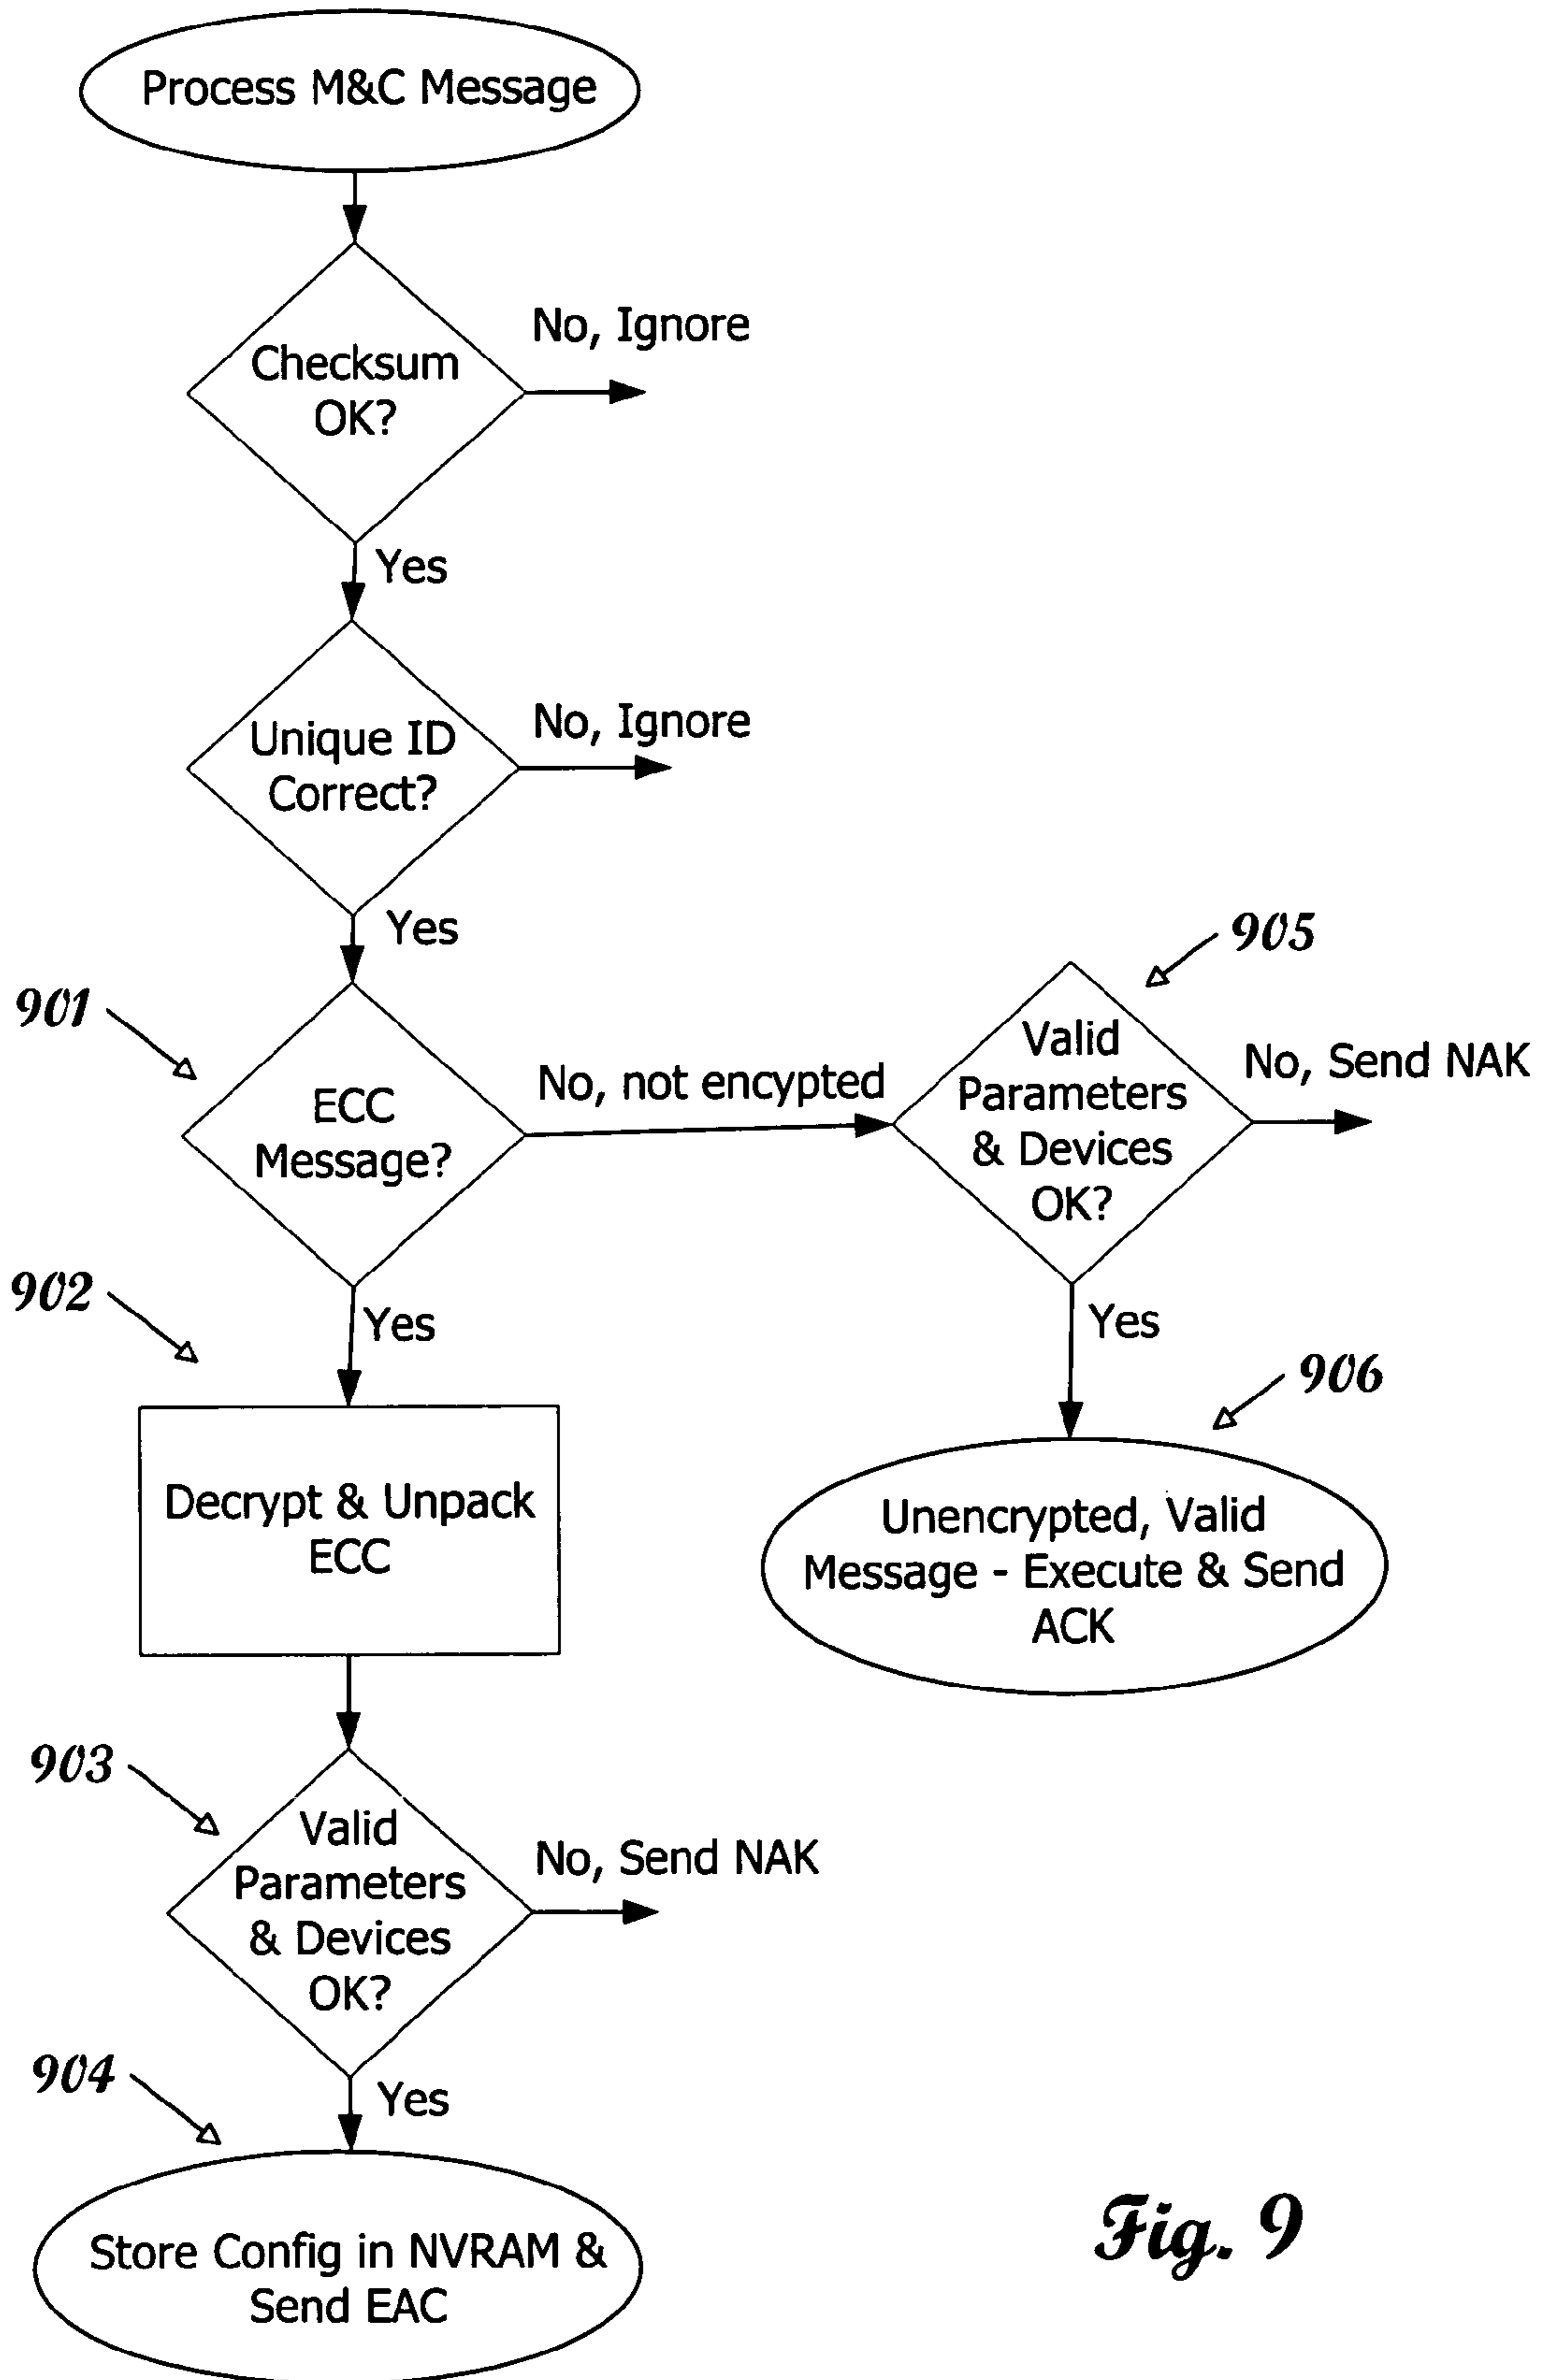 Process M&C Message
Checksum
OK?
No, Ignore
Yes
Unique ID
Correct?
No, Ignore
Yes
901
ECC
Message?
No, not encypted
905
Valid
Parameters
& Devices
OK?
No, Send NAK
Yes
906
Unencrypted, Valid
Message - Execute & Send
ACK
Yes
902
Decrypt & Unpack
ECC
903
Valid
Parameters
& Devices
OK?
No, Send NAK
Yes
904
Store Config in NVRAM &
Send EAC
Fig. 9